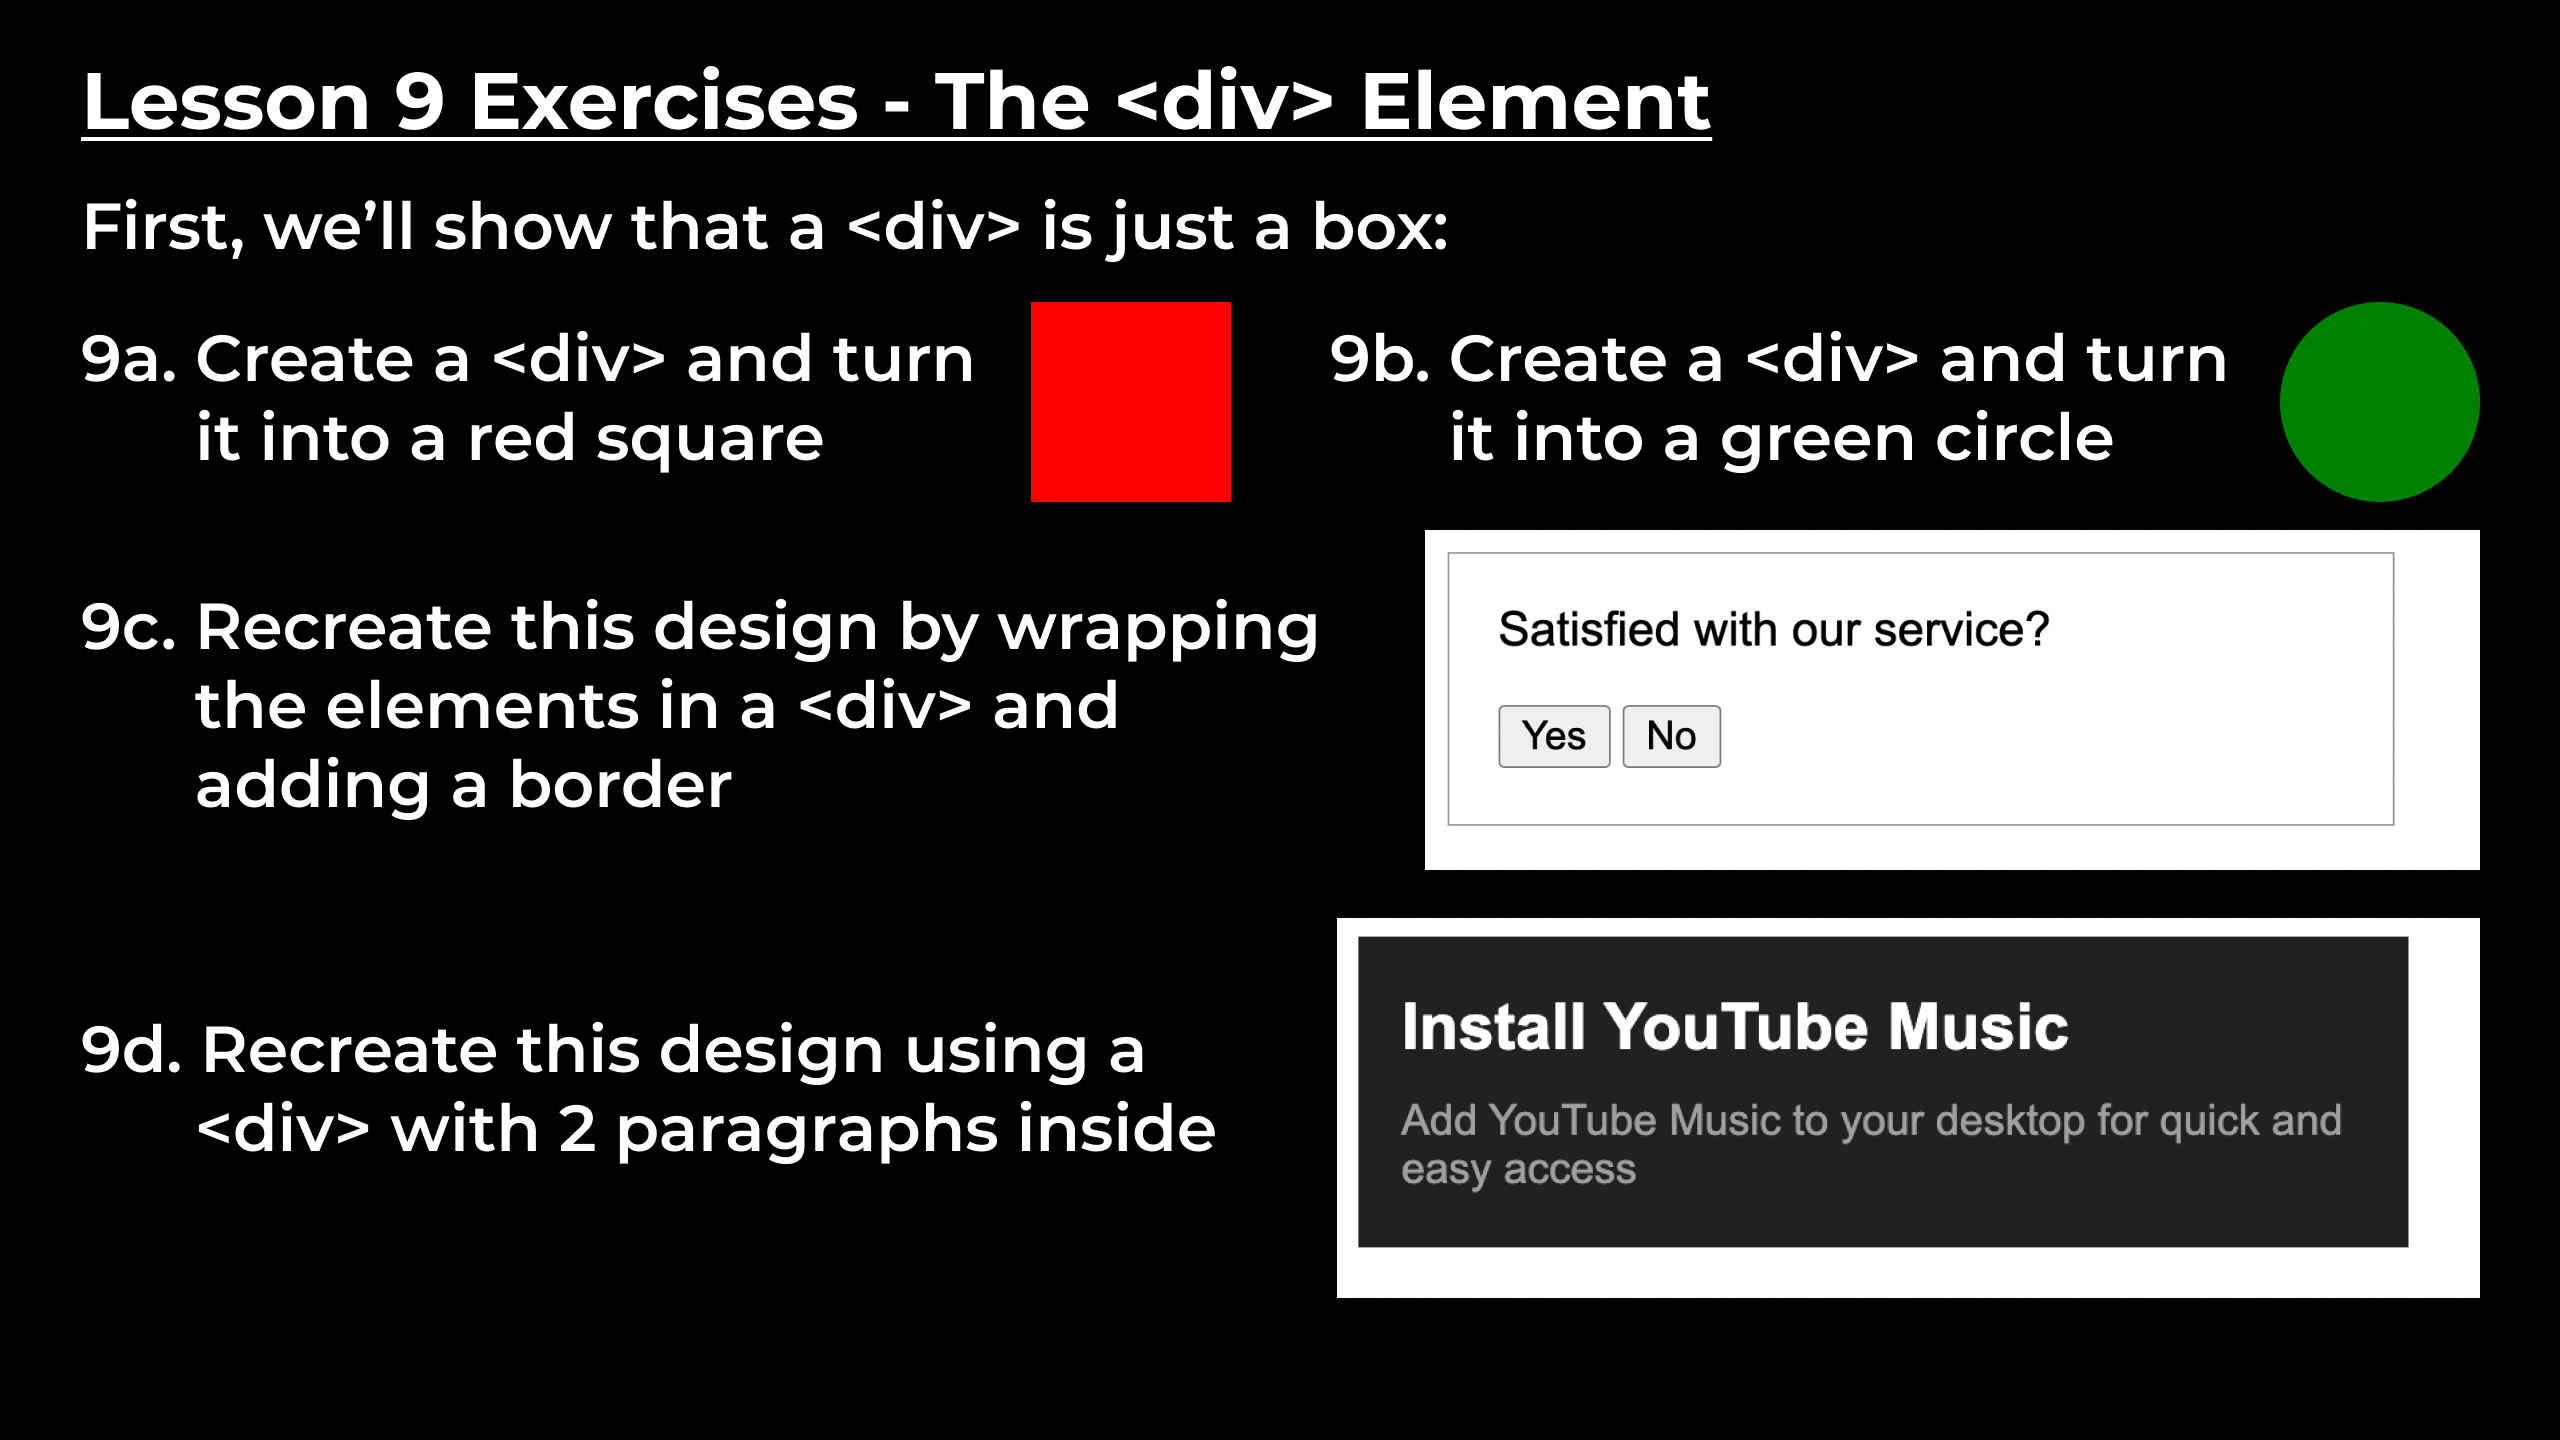 Lesson 9 Exercises - The <div> Element
First, we’ll show that a <div> is just a box:
9a. Create a <div> and turn
it into a red square
9b. Create a <div> and turn
it into a green circle
9c. Recreate this design by wrapping
the elements in a <div> and
adding a border
Satisfied with our service?
Yes No
9d. Recreate this design using a
<div> with 2 paragraphs inside
Install YouTube Music
Add YouTube Music to your desktop for quick and
easy access